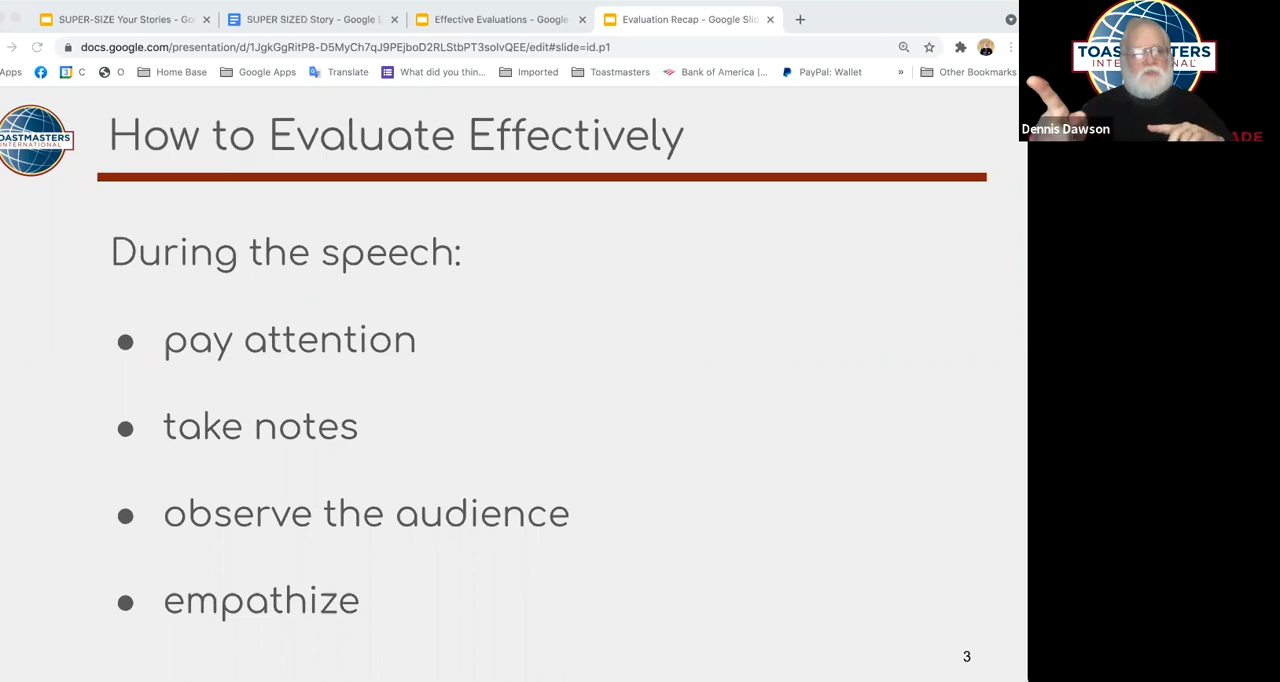 SUPER-SIZE Your Stories - Go
SUPER SIZED Story - Google
Effective Evaluations - Google
Evaluation Recap - Google Slid
docs.google.com/presentation/d/1JgkGgRitP8-D5MyCh7qJ9PEjboD2RLStbPT3solvQEE/edit#slide=id.p1
Apps
C
O
Home Base
Google Apps
Translate
What did you thin...
Imported
Toastmasters
Bank of America |...
PayPal: Wallet
»
Other Bookmarks
OASTMASTERS
INTERNATIONAL
How to Evaluate Effectively
During the speech:
● pay attention
● take notes
● observe the audience
● empathize
3
Dennis Dawson
ADE